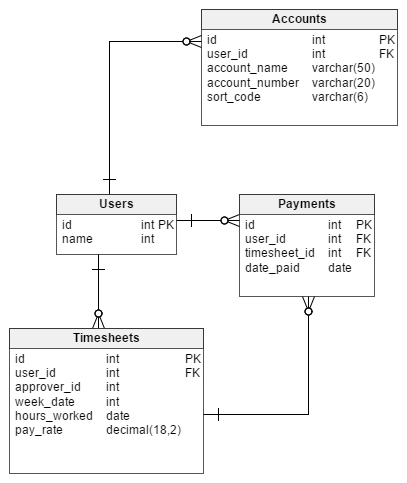 Accounts
id int PK
user_id int FK
account_name varchar(50)
account_number varchar(20)
sort_code varchar(6)
Users
id int PK
name int
Payments
id int PK
user_id int FK
timesheet_id int FK
date_paid date
Timesheets
id int PK
user_id int FK
approver_id int
week_date int
hours_worked date
pay_rate decimal(18,2)